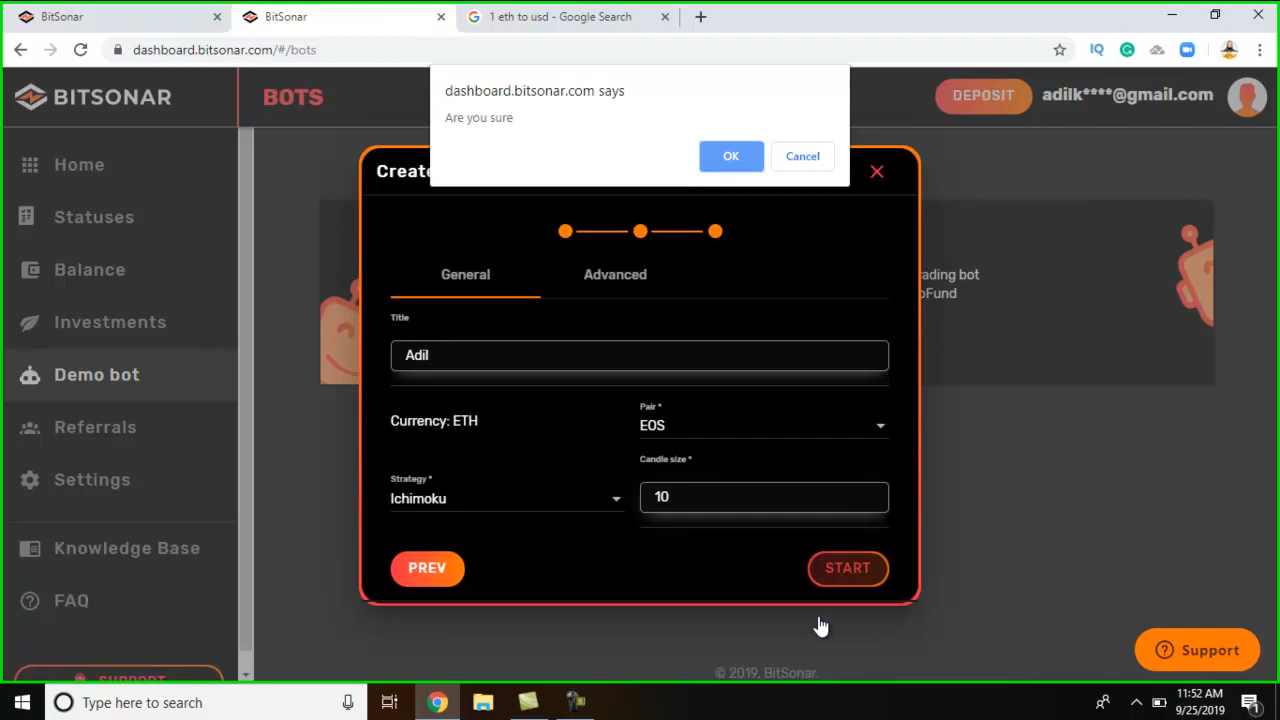 BitSonar
BitSonar
1 eth to usd - Google Search
dashboard.bitsonar.com/#/bots
IQ
BITSONAR
BOTS
DEPOSIT
adilk****@gmail.com
dashboard.bitsonar.com says
Are you sure
OK
Cancel
Create
Home
Statuses
Balance
Investments
Demo bot
Referrals
Settings
Knowledge Base
FAQ
SUPPORT
General
Advanced
Title
Adil
Currency: ETH
Pair *
EOS
Strategy *
Ichimoku
Candle size *
10
PREV
START
rading bot
oFund
Support
© 2019, BitSonar.
Type here to search
11:52 AM
9/25/2019
1